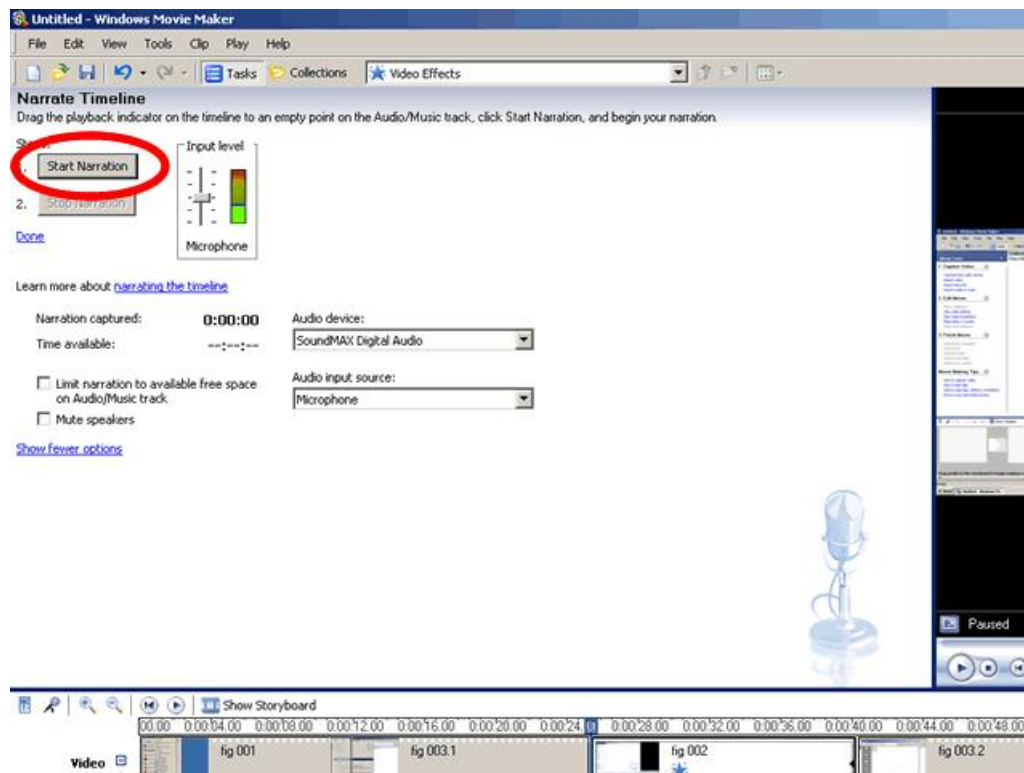 Untitled - Windows Movie Maker
File Edit View Tools Clip Play Help
Tasks Collections Video Effects
Narrate Timeline
Drag the playback indicator on the timeline to an empty point on the Audio/Music track, click Start Narration, and begin your narration.
Input level
Start Narration
2. Stop Narration
Done
Microphone
Learn more about narrating the timeline
Narration captured: 0:00:00 Audio device:
Time available: --:--:-- SoundMAX Digital Audio
Limit narration to available free space Audio input source:
on Audio/Music track Microphone
Mute speakers
Show fewer options
Paused
Show Storyboard
00.00 0:00:04.00 0:00:08.00 0:00:12.00 0:00:16.00 0:00:20.00 0:00:24. 0:00:28.00 0:00:32.00 0:00:36.00 0:00:40.00 0:00:44.00 0:00:48.00
Video fig 001 fig 003.1 fig 002 fig 003.2